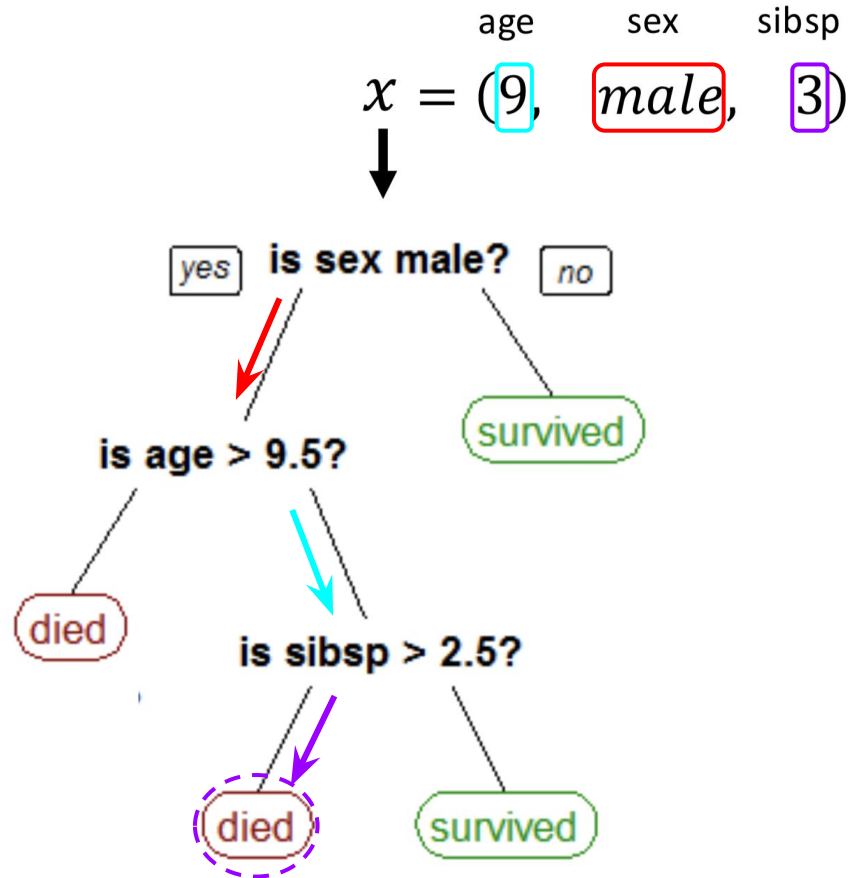 age sex sibsp
x = (9, male, 3)
yes is sex male? no
survived
is age > 9.5?
died
is sibsp > 2.5?
died survived